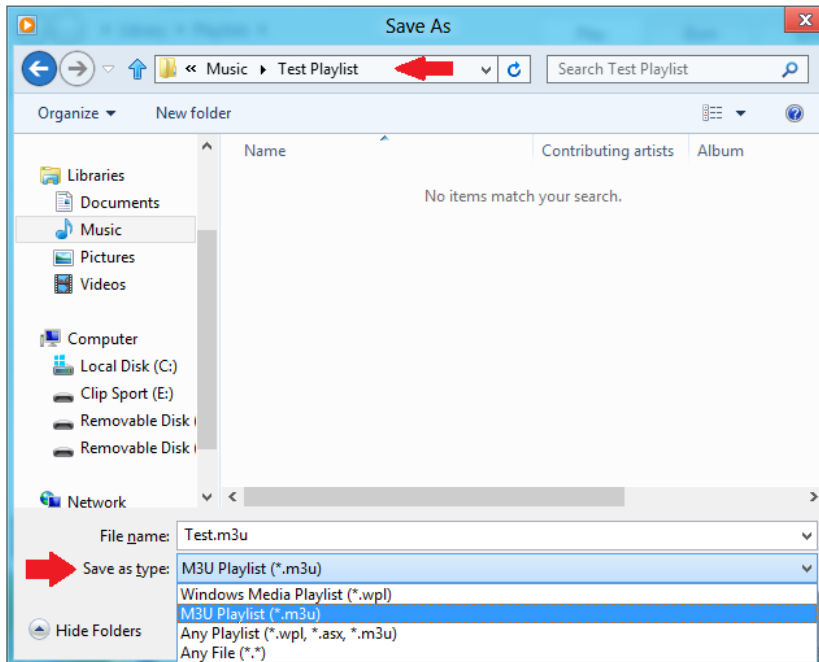 Save As
« Music ▸ Test Playlist
Search Test Playlist
Organize
New folder
Name
Contributing artists
Album
No items match your search.
Libraries
Documents
Music
Pictures
Videos
Computer
Local Disk (C:)
Clip Sport (E:)
Removable Disk (
Removable Disk (
Network
File name: Test.m3u
Save as type: M3U Playlist (*.m3u)
Windows Media Playlist (*.wpl)
M3U Playlist (*.m3u)
Any Playlist (*.wpl, *.asx, *.m3u)
Any File (*.*)
Hide Folders